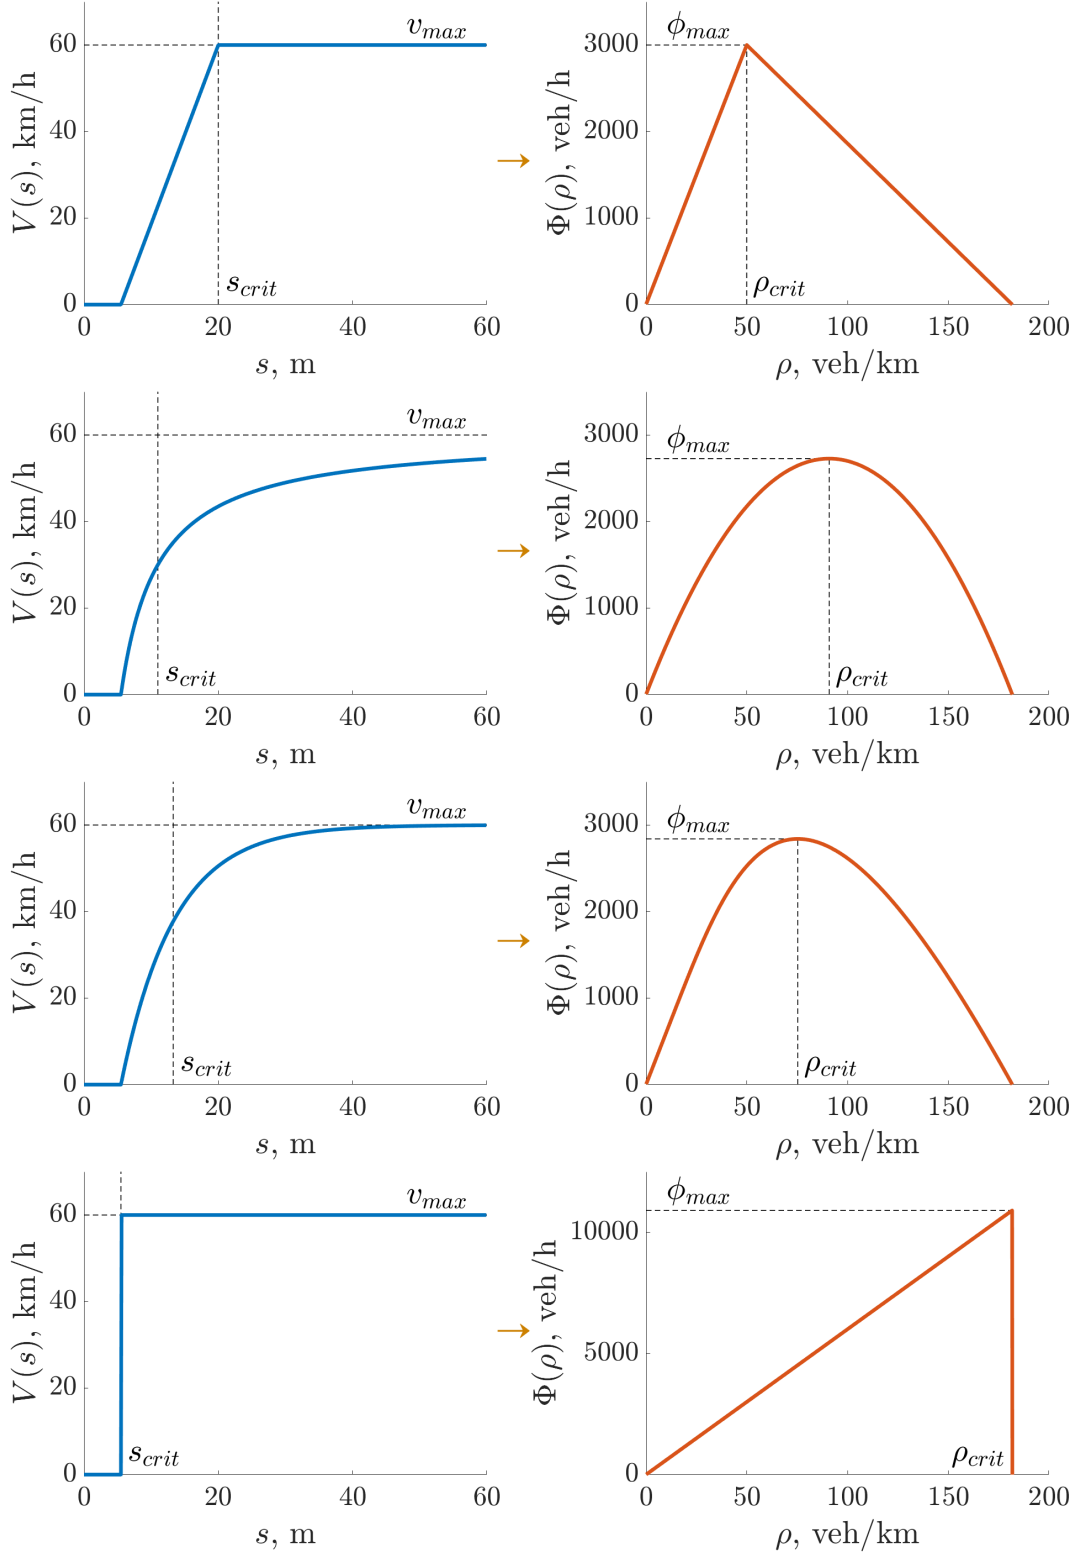 v_max
60
40
20
0
V(s), km/h
s_crit
0 20 40 60
s, m
→
ϕ_max
3000
2000
1000
0
Φ(ρ), veh/h
ρ_crit
0 50 100 150 200
ρ, veh/km
v_max
60
40
20
0
V(s), km/h
s_crit
0 20 40 60
s, m
→
ϕ_max
3000
2000
1000
0
Φ(ρ), veh/h
ρ_crit
0 50 100 150 200
ρ, veh/km
v_max
60
40
20
0
V(s), km/h
s_crit
0 20 40 60
s, m
→
ϕ_max
3000
2000
1000
0
Φ(ρ), veh/h
ρ_crit
0 50 100 150 200
ρ, veh/km
v_max
60
40
20
0
V(s), km/h
s_crit
0 20 40 60
s, m
→
ϕ_max
10000
5000
0
Φ(ρ), veh/h
ρ_crit
0 50 100 150 200
ρ, veh/km